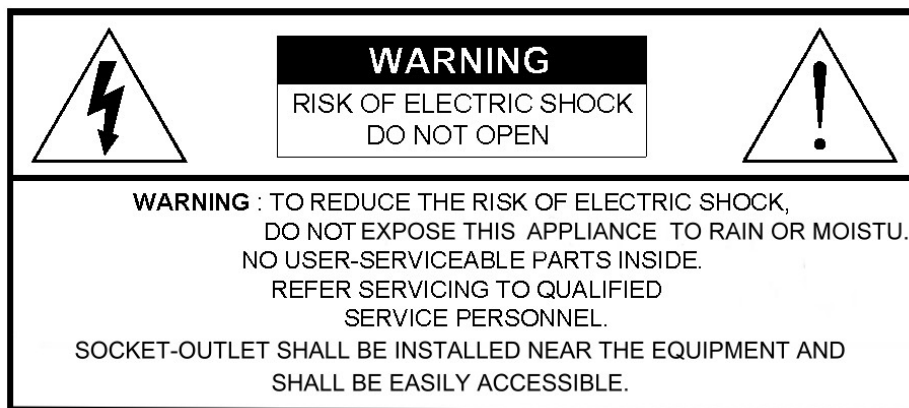 WARNING
RISK OF ELECTRIC SHOCK
DO NOT OPEN
WARNING : TO REDUCE THE RISK OF ELECTRIC SHOCK,
DO NOT EXPOSE THIS APPLIANCE TO RAIN OR MOISTU.
NO USER-SERVICEABLE PARTS INSIDE.
REFER SERVICING TO QUALIFIED
SERVICE PERSONNEL.
SOCKET-OUTLET SHALL BE INSTALLED NEAR THE EQUIPMENT AND
SHALL BE EASILY ACCESSIBLE.